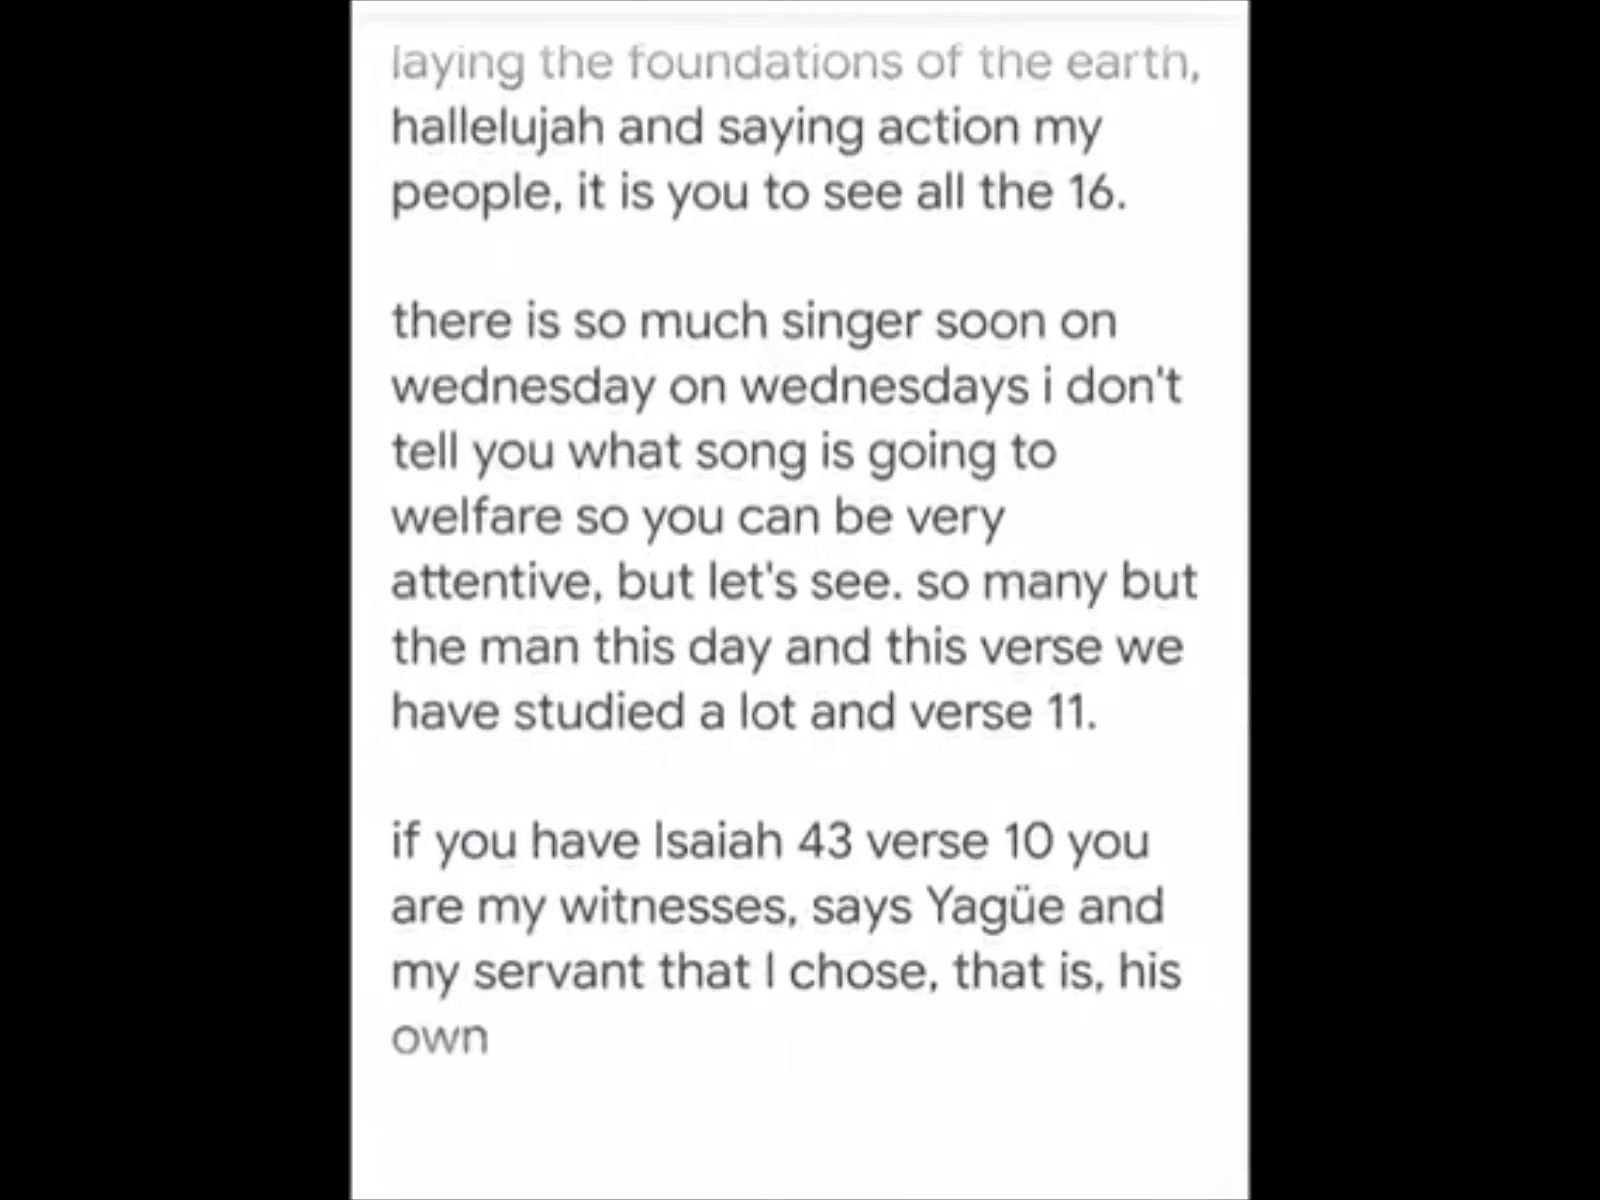 laying the foundations of the earth,
hallelujah and saying action my
people, it is you to see all the 16.
there is so much singer soon on
wednesday on wednesdays i don't
tell you what song is going to
welfare so you can be very
attentive, but let's see. so many but
the man this day and this verse we
have studied a lot and verse 11.
if you have Isaiah 43 verse 10 you
are my witnesses, says Yagüe and
my servant that I chose, that is, his
own